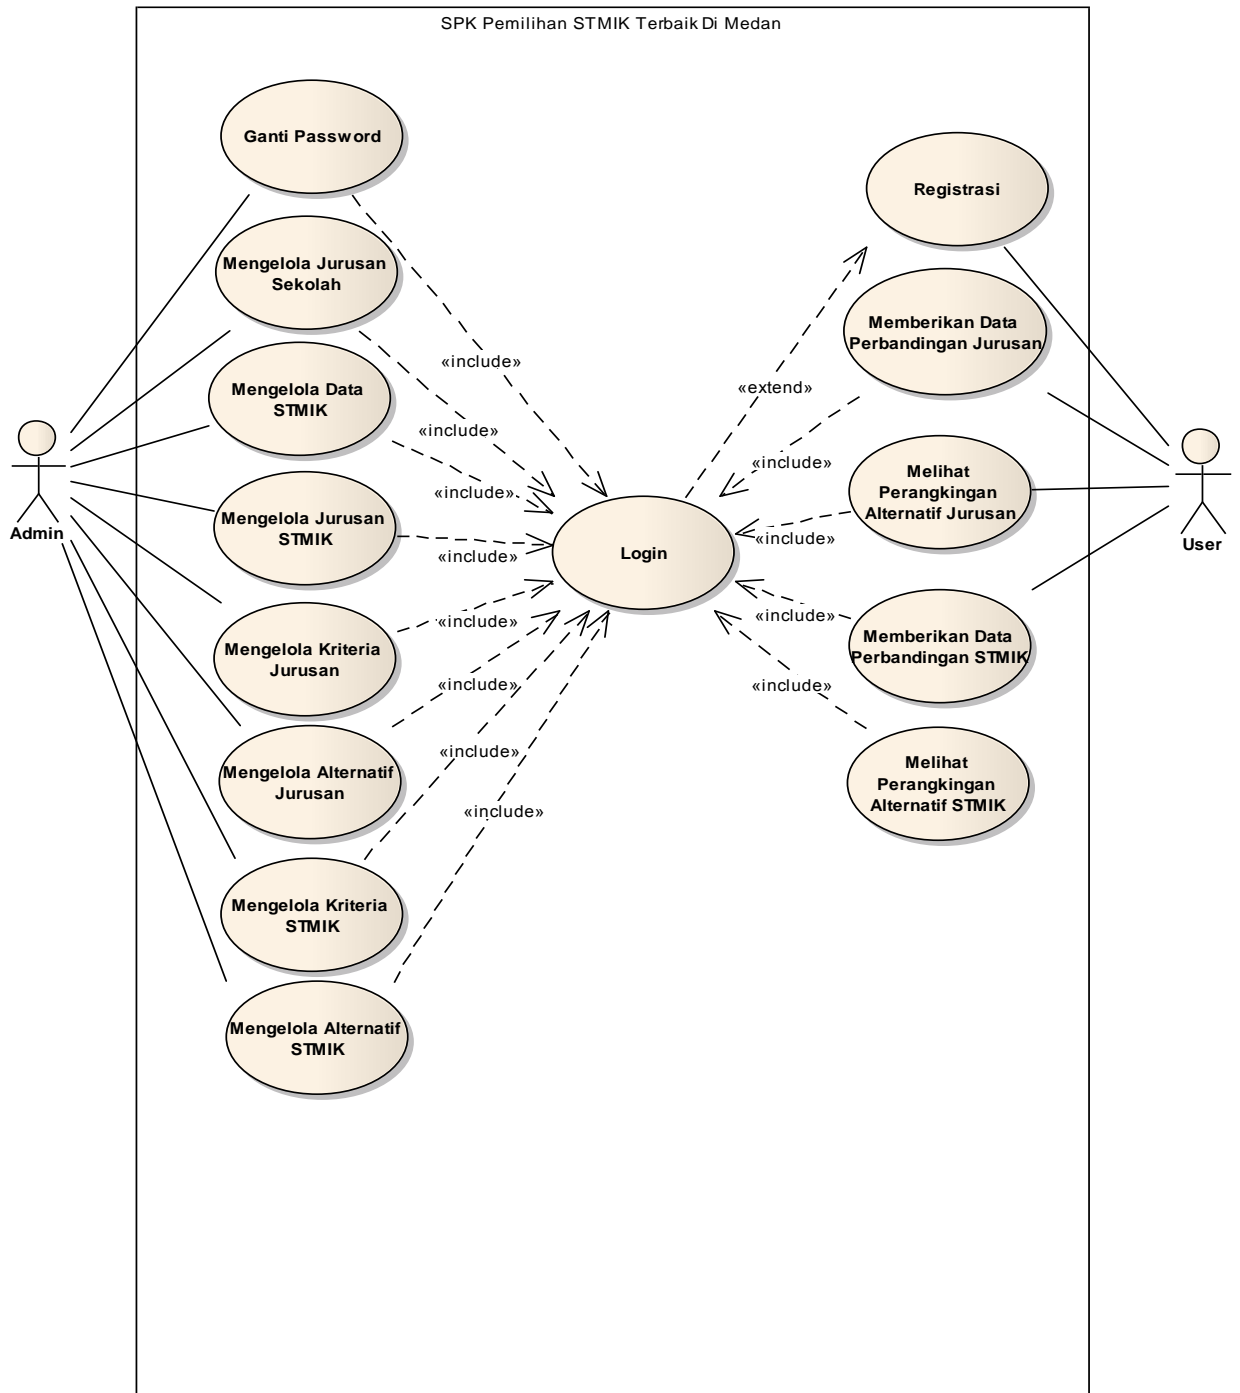 SPK Pemilihan STMIK Terbaik Di Medan
Ganti Password
Registrasi
Mengelola Jurusan
Sekolah
Memberikan Data
Perbandingan Jurusan
«include»
«extend»
Mengelola Data
STMIK
«include»
«include»
«include»
Melihat
Perangkingan
Alternatif Jurusan
Admin
User
Mengelola Jurusan
STMIK
«include»
Login
«include»
Mengelola Kriteria
Jurusan
«include»
«include»
Memberikan Data
Perbandingan STMIK
«include»
«include»
Mengelola Alternatif
Jurusan
«include»
Melihat
Perangkingan
Alternatif STMIK
«include»
Mengelola Kriteria
STMIK
Mengelola Alternatif
STMIK